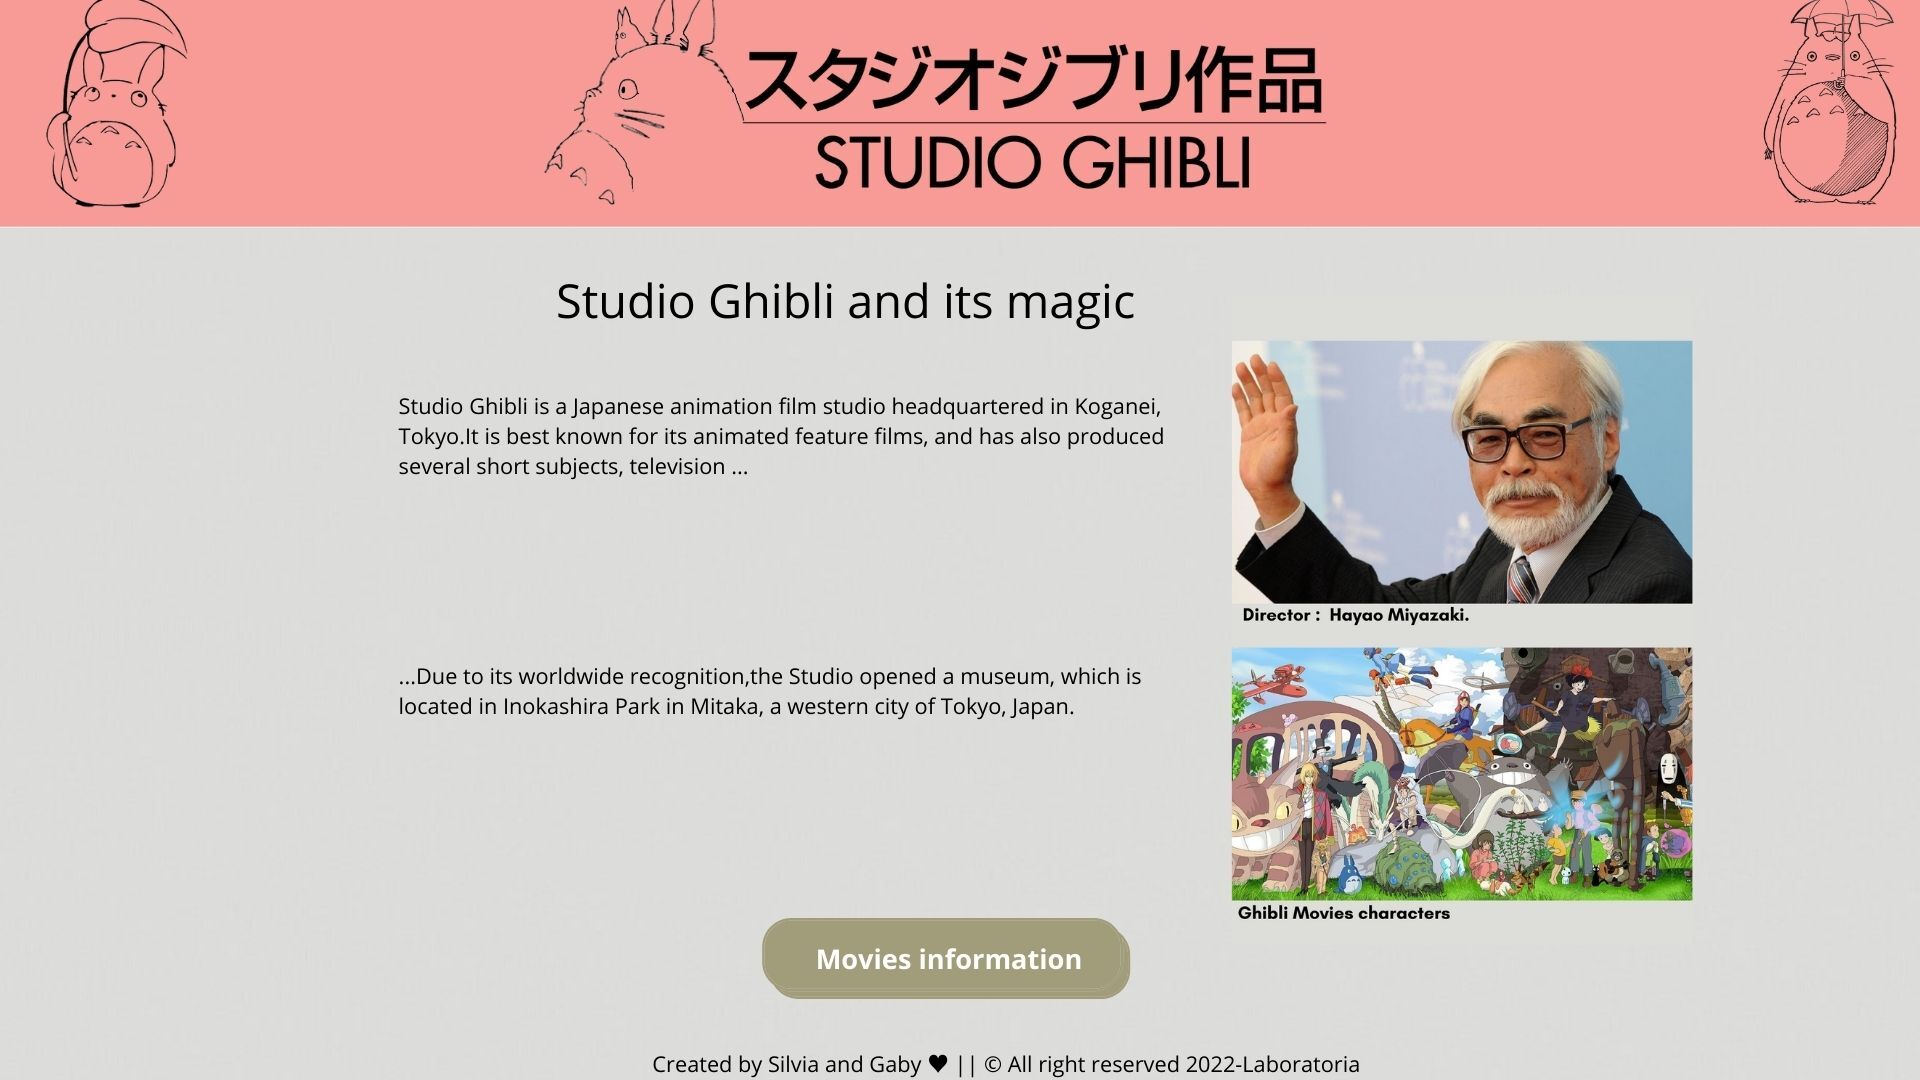 スタジオジブリ作品
STUDIO GHIBLI
Studio Ghibli and its magic
Studio Ghibli is a Japanese animation film studio headquartered in Koganei,
Tokyo.It is best known for its animated feature films, and has also produced
several short subjects, television ...
...Due to its worldwide recognition,the Studio opened a museum, which is
located in Inokashira Park in Mitaka, a western city of Tokyo, Japan.
Director : Hayao Miyazaki.
Ghibli Movies characters
Movies information
Created by Silvia and Gaby ♥ || © All right reserved 2022-Laboratoria